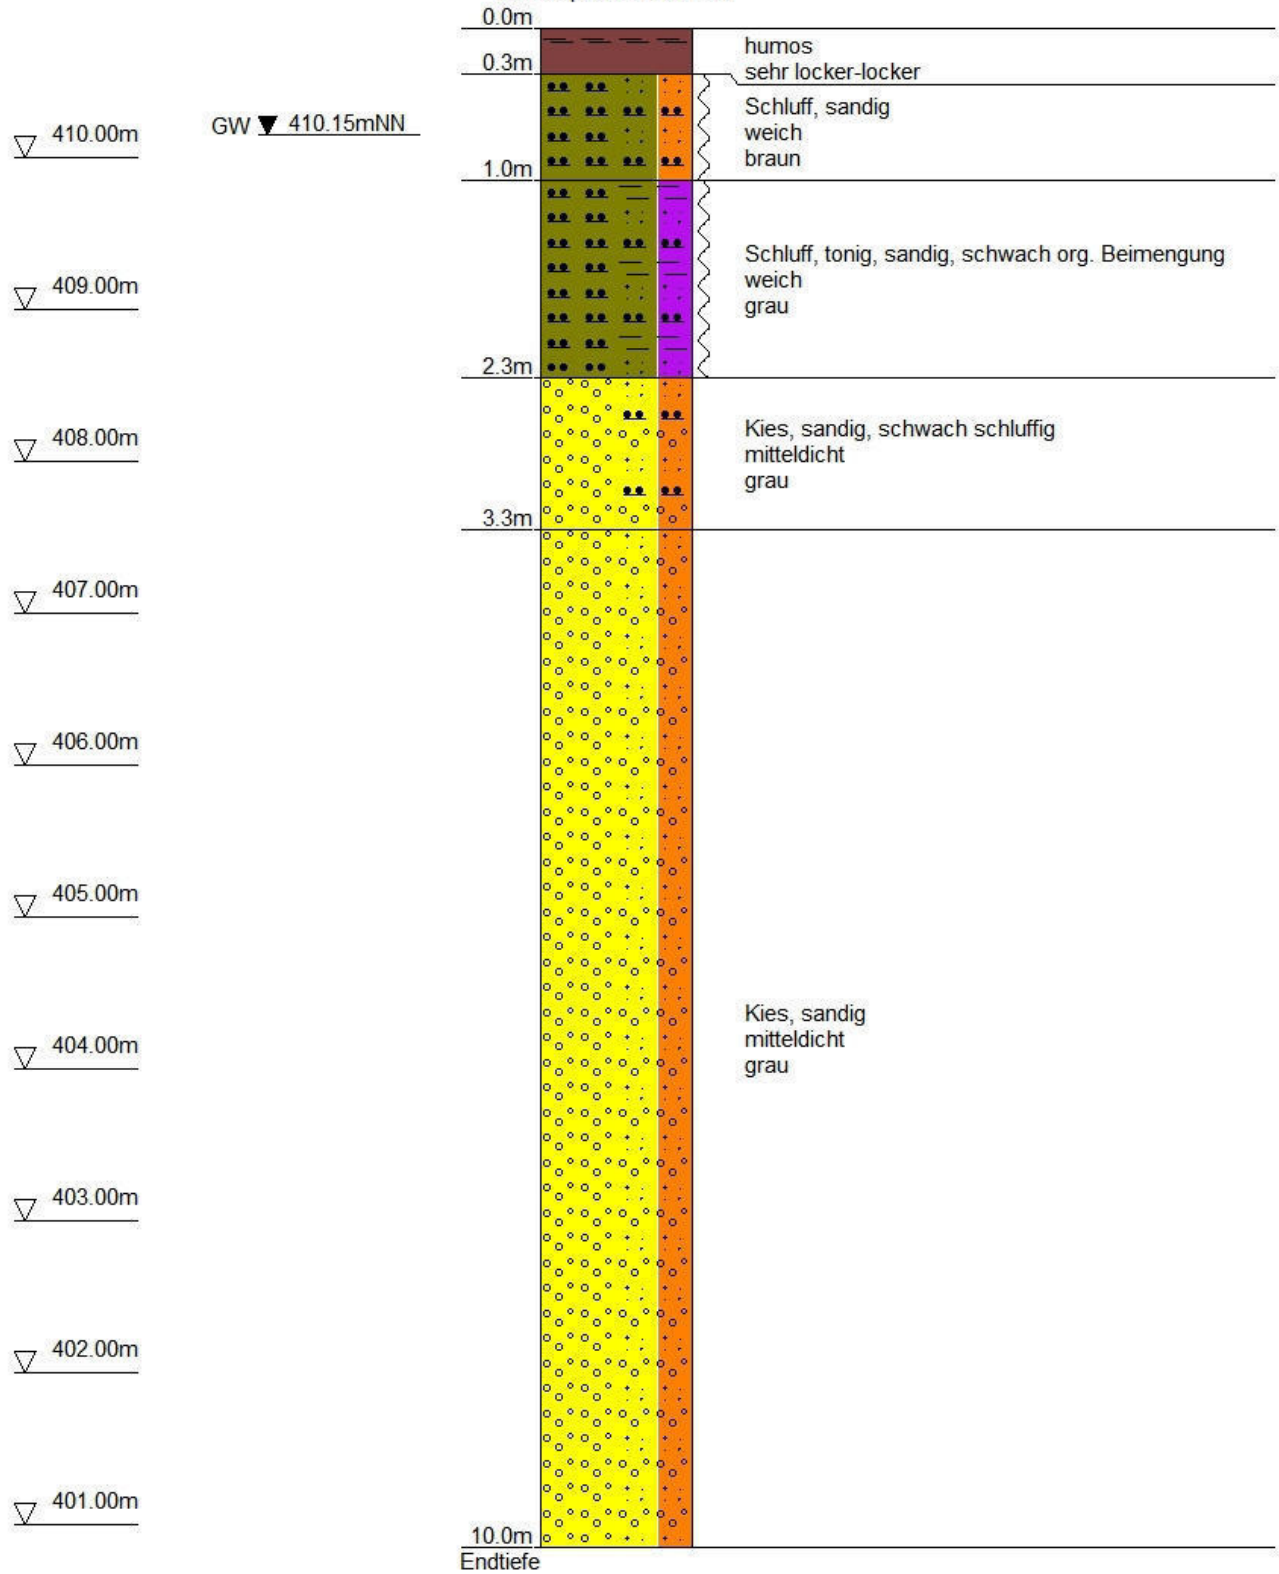 0.0m
humos
0.3m
sehr locker-locker
Schluff, sandig
GW 410.15mNN
410.00m
weich
braun
1.0m
Schluff, tonig, sandig, schwach org. Beimengung
weich
409.00m
grau
2.3m
Kies, sandig, schwach schluffig
408.00m
mitteldicht
grau
3.3m
407.00m
406.00m
405.00m
Kies, sandig
mitteldicht
404.00m
grau
403.00m
402.00m
401.00m
10.0m
Endtiefe